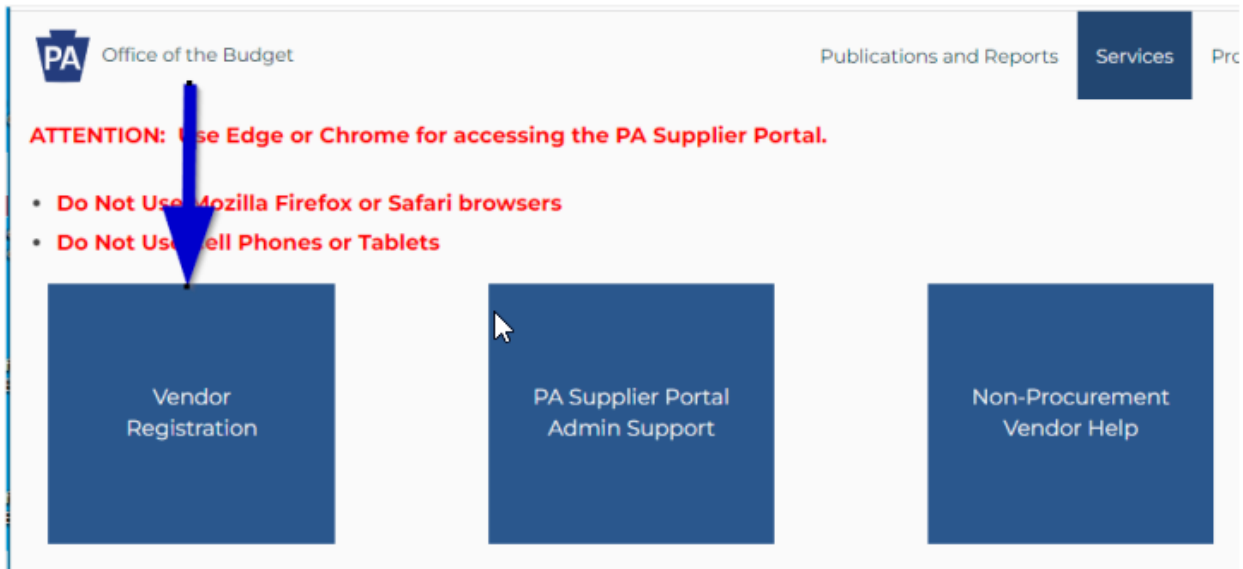 PA Office of the Budget
Publications and Reports Services
ATTENTION: Use Edge or Chrome for accessing the PA Supplier Portal.
• Do Not Use Mozilla Firefox or Safari browsers
• Do Not Use Cell Phones or Tablets
Vendor
Registration
PA Supplier Portal
Admin Support
Non-Procurement
Vendor Help